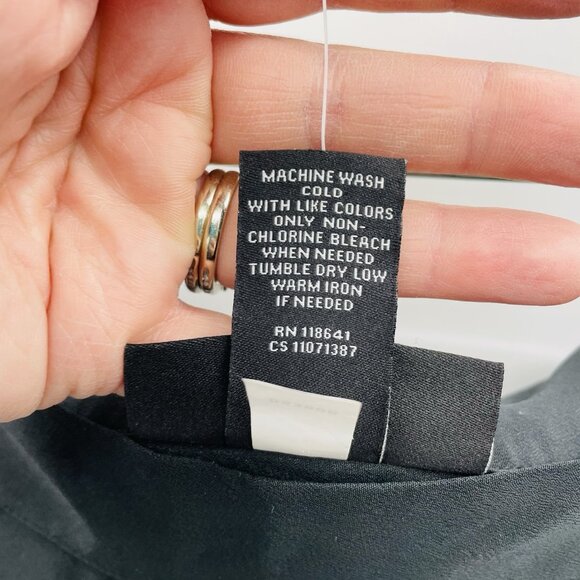 MACHINE WASH
COLD
WITH LIKE COLORS
ONLY NON-
CHLORINE BLEACH
WHEN NEEDED
TUMBLE DRY LOW
WARM IRON
IF NEEDED
RN 118641
CS 11071387